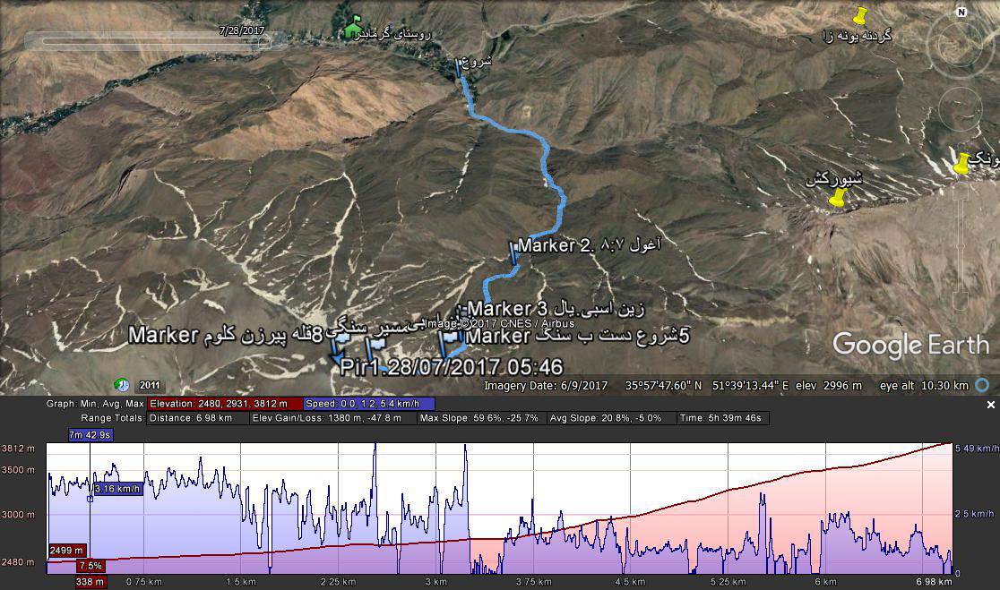 7/28/2017
روستای گرمابدر
شروع
گردنه یونه زا
N
ونک
شیورکش
Marker 2. آغول ۸:۷
Marker 3 زین اسبی.یال
Image © 2017 CNES / Airbus
Marker مسیر سنگی
8قله پیرزن کلوم
Marker 5شروع دست ب سنگ
Pir1.28/07/2017 05:46
Google Earth
2011
Imagery Date: 6/9/2017 35°57'47.60" N 51°39'13.44" E elev 2996 m eye alt 10.30 km
Graph: Min, Avg, Max Elevation: 2480, 2931, 3812 m Speed: 0.0, 1.2, 5.4 km/h
Range Totals: Distance: 6.98 km Elev Gain/Loss: 1380 m, -47.8 m Max Slope: 59.6%, -25.7% Avg Slope: 20.8%, -5.0% Time: 5h 39m 46s
7m 42.9s
3812 m
5.49 km/h
3500 m
3.16 km/h
3000 m
2.5 km/h
2499 m
2480 m
7.5%
0
338 m 0.75 km 1.5 km 2.25 km 3 km 3.75 km 4.5 km 5.25 km 6 km 6.98 km